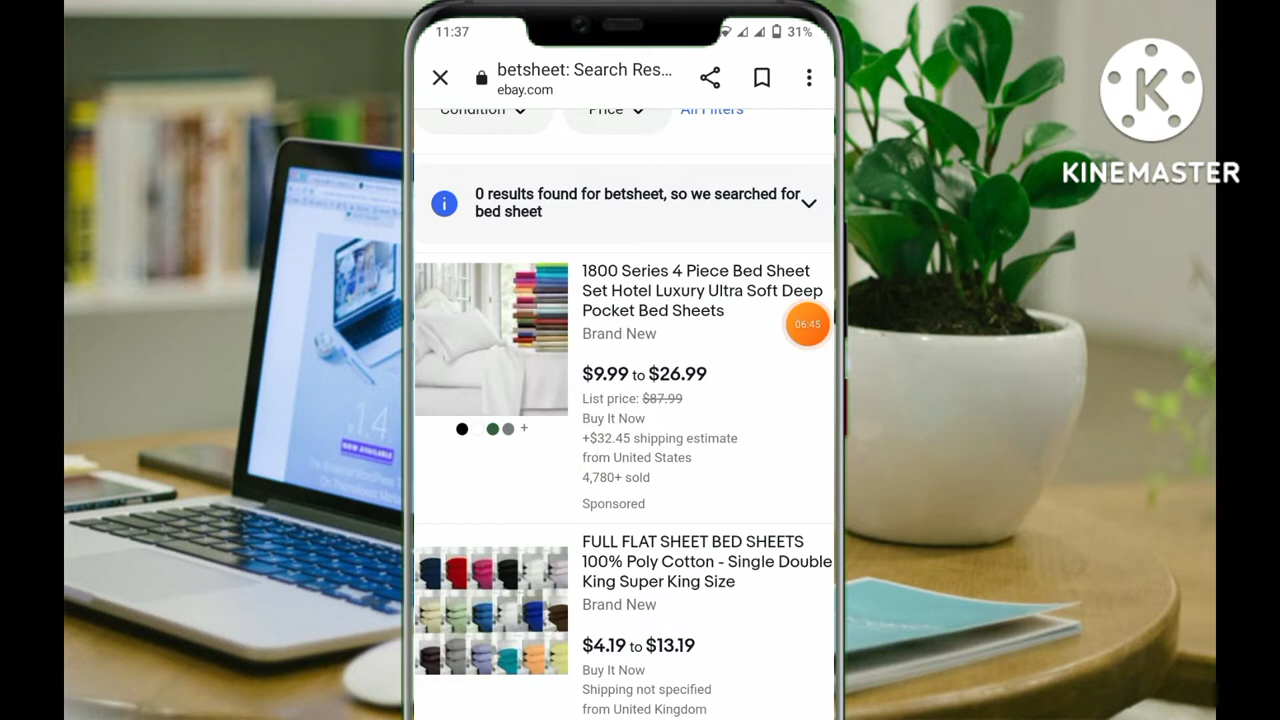 11:37
31%
betsheet: Search Res...
ebay.com
Condition
Price
All Filters
0 results found for betsheet, so we searched for
bed sheet
1800 Series 4 Piece Bed Sheet
Set Hotel Luxury Ultra Soft Deep
Pocket Bed Sheets
Brand New
06:45
$9.99 to $26.99
List price: $87.99
Buy It Now
+$32.45 shipping estimate
from United States
4,780+ sold
Sponsored
FULL FLAT SHEET BED SHEETS
100% Poly Cotton - Single Double
King Super King Size
Brand New
$4.19 to $13.19
Buy It Now
Shipping not specified
from United Kingdom
K
KINEMASTER
1.4
NOW AVAILABLE